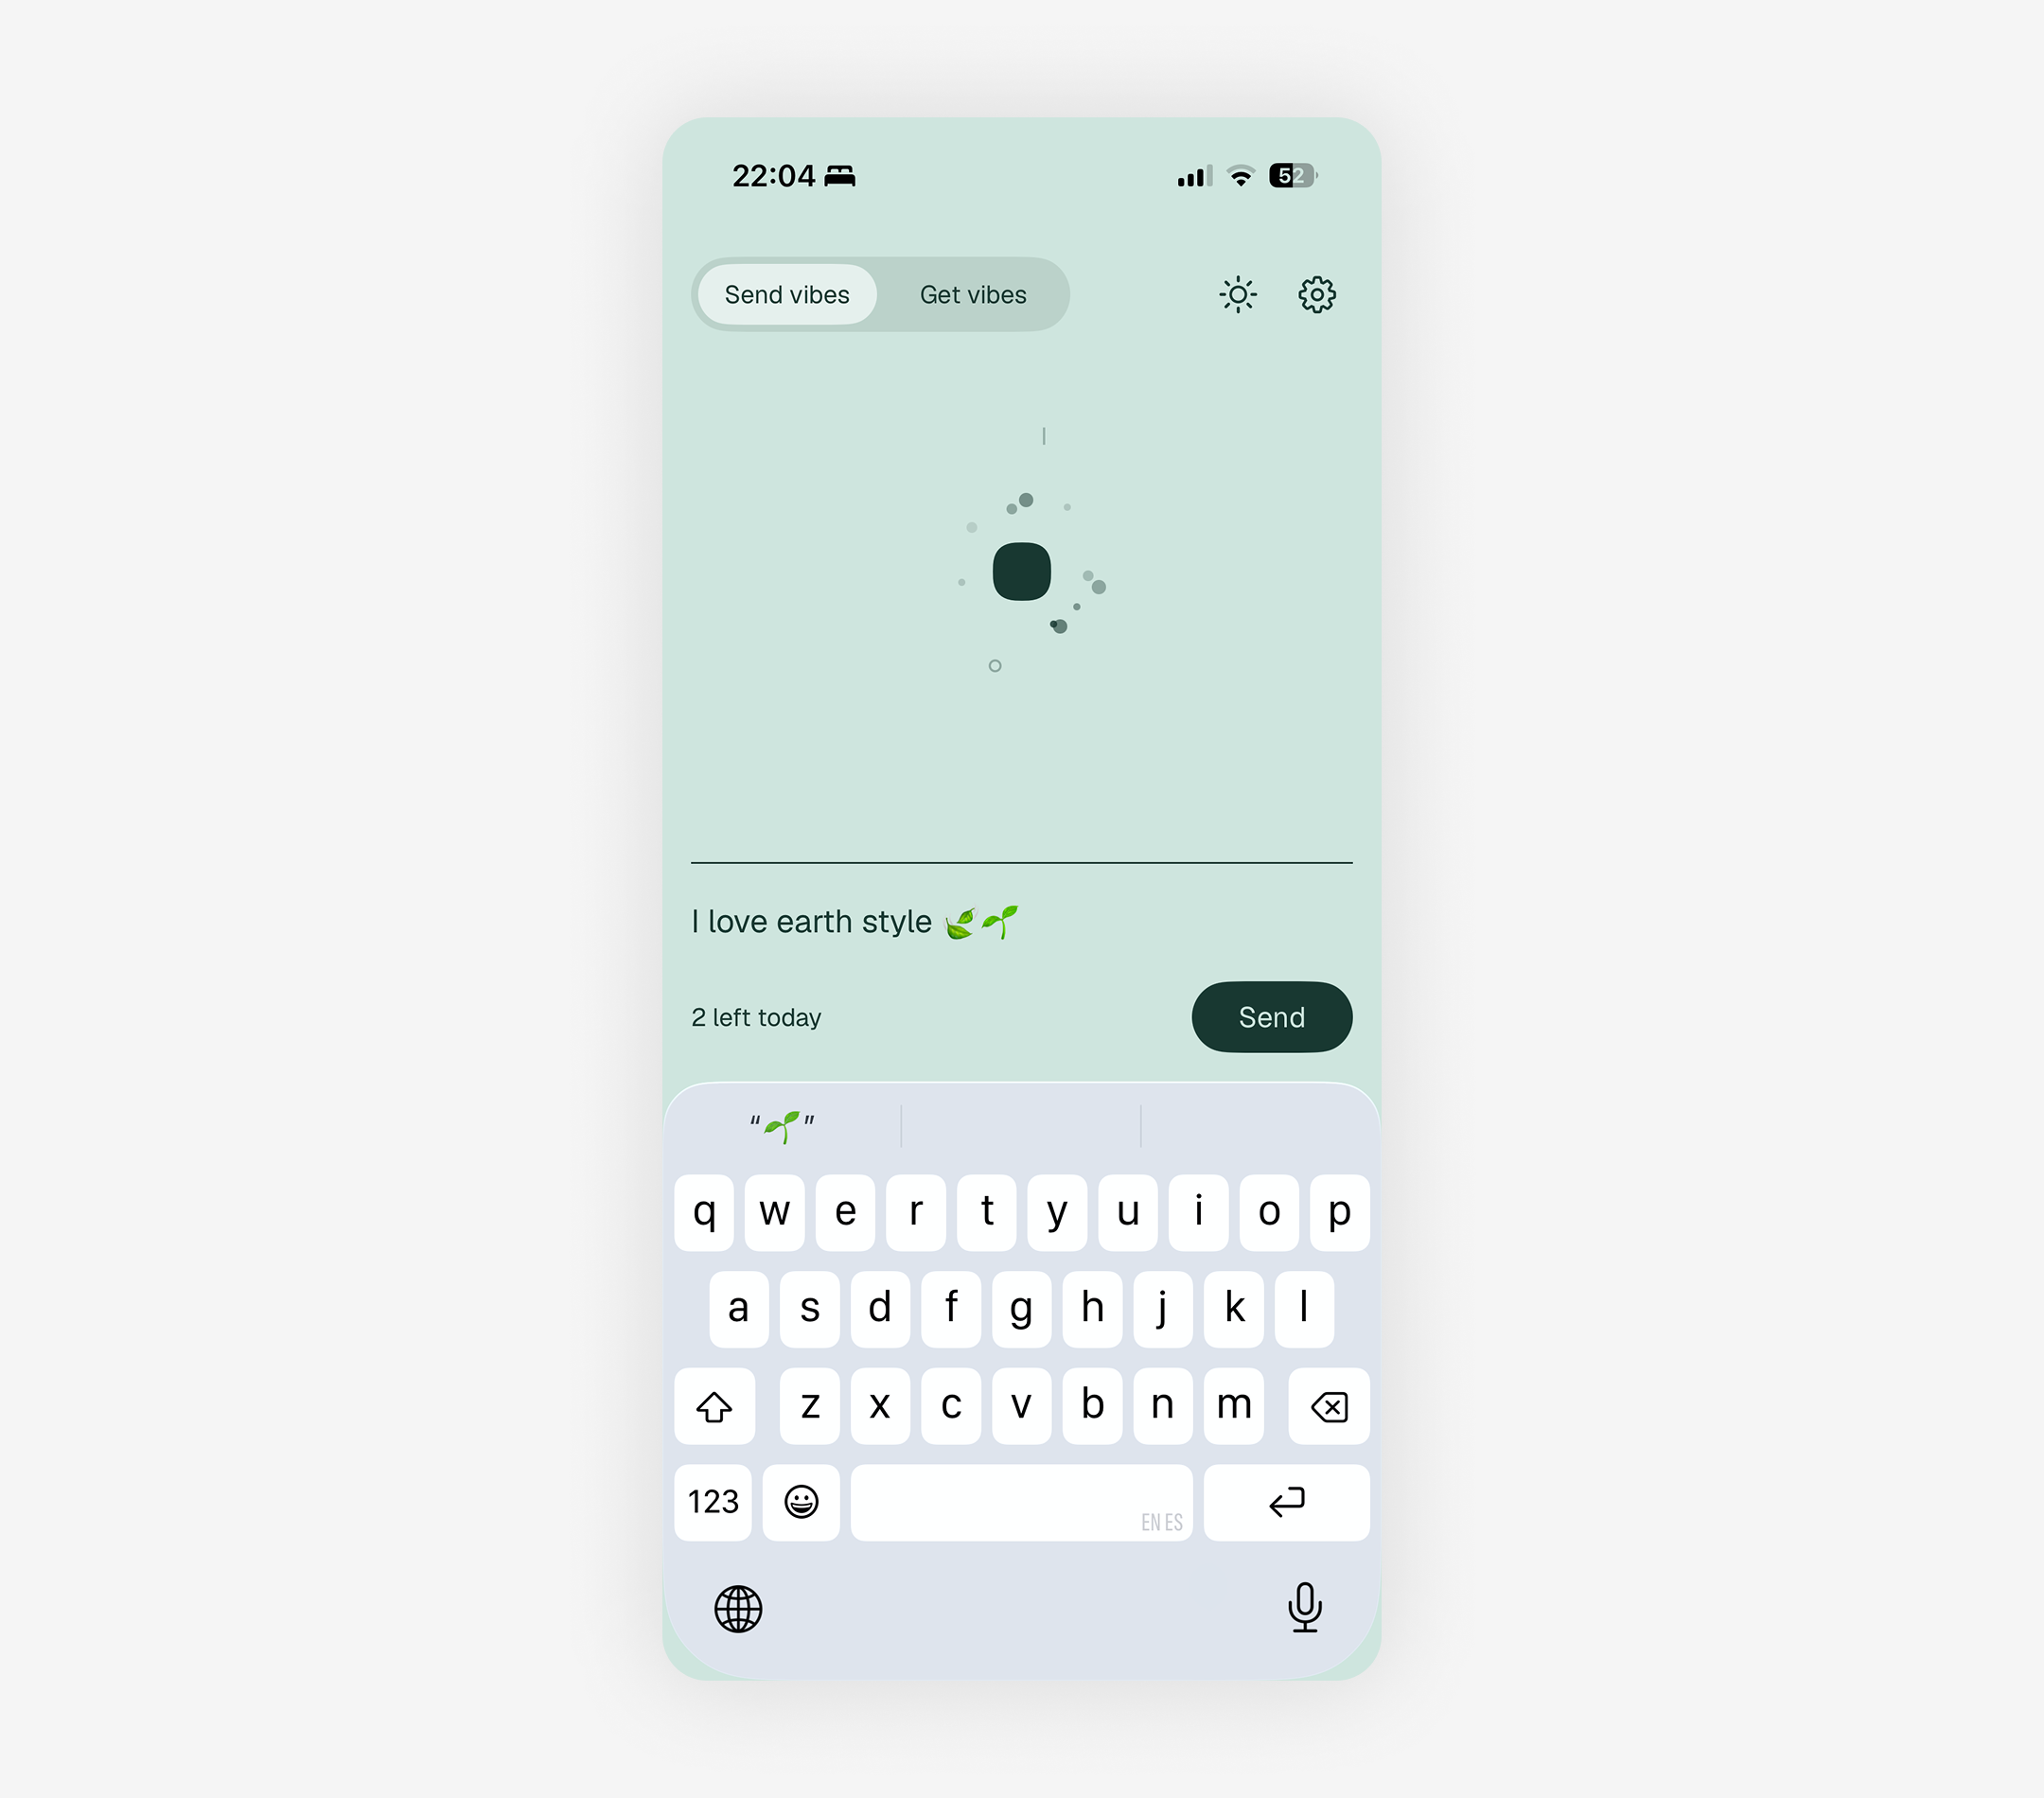 22:04 52
Send vibes Get vibes
I love earth style 🌿🌱
2 left today Send
“🌱”
q w e r t y u i o p
a s d f g h j k l
z x c v b n m
123 EN ES